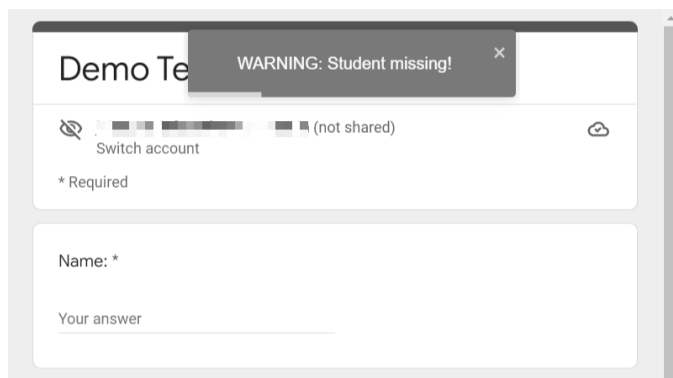 Demo Te
WARNING: Student missing!
(not shared)
Switch account
* Required
Name: *
Your answer